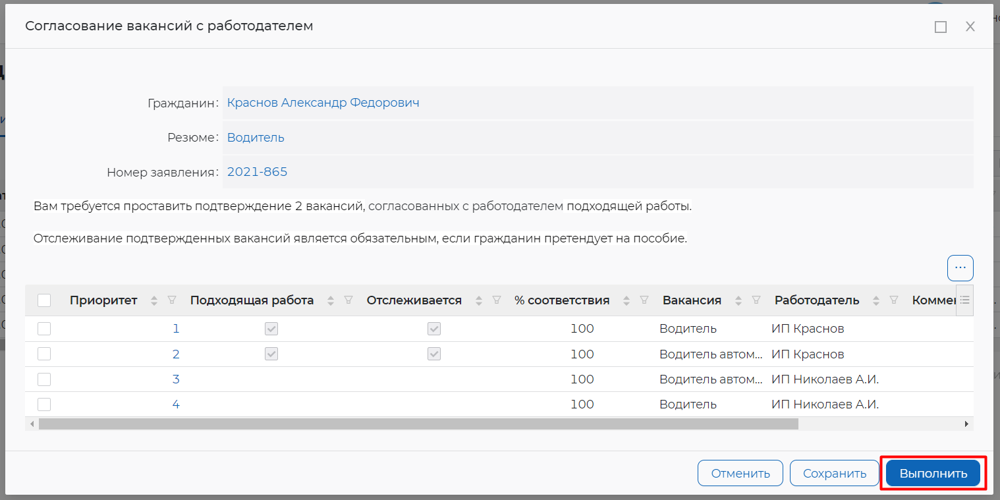 Согласование вакансий с работодателем
Гражданин: Краснов Александр Федорович
Резюме: Водитель
Номер заявления: 2021-865
Вам требуется проставить подтверждение 2 вакансий, согласованных с работодателем подходящей работы.
Отслеживание подтвержденных вакансий является обязательным, если гражданин претендует на пособие.
...
Приоритет Подходящая работа Отслеживается % соответствия Вакансия Работодатель Коммен
1 100 Водитель ИП Краснов
2 100 Водитель автом... ИП Краснов
3 100 Водитель автом... ИП Николаев А.И.
4 100 Водитель ИП Николаев А.И.
Отменить Сохранить Выполнить